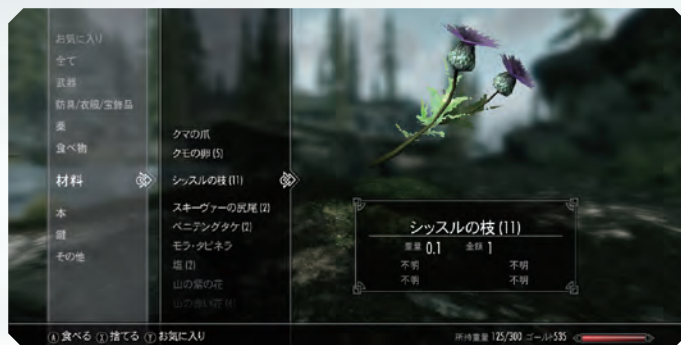 お気に入り
全て
武器
防具/衣服/宝飾品
薬
食べ物
材料
本
鍵
その他
クマの爪
クモの卵 (5)
シッスルの枝 (11)
スキーヴァーの尻尾 (2)
ベニテングタケ (2)
モラ・タピネラ
塩 (2)
山の紫の花
山の赤い花
シッスルの枝 (11)
重量 0.1 金額 1
不明 不明
不明 不明
Ⓐ 食べる Ⓧ 捨てる Ⓨ お気に入り
所持重量 125/300 ゴールド 535